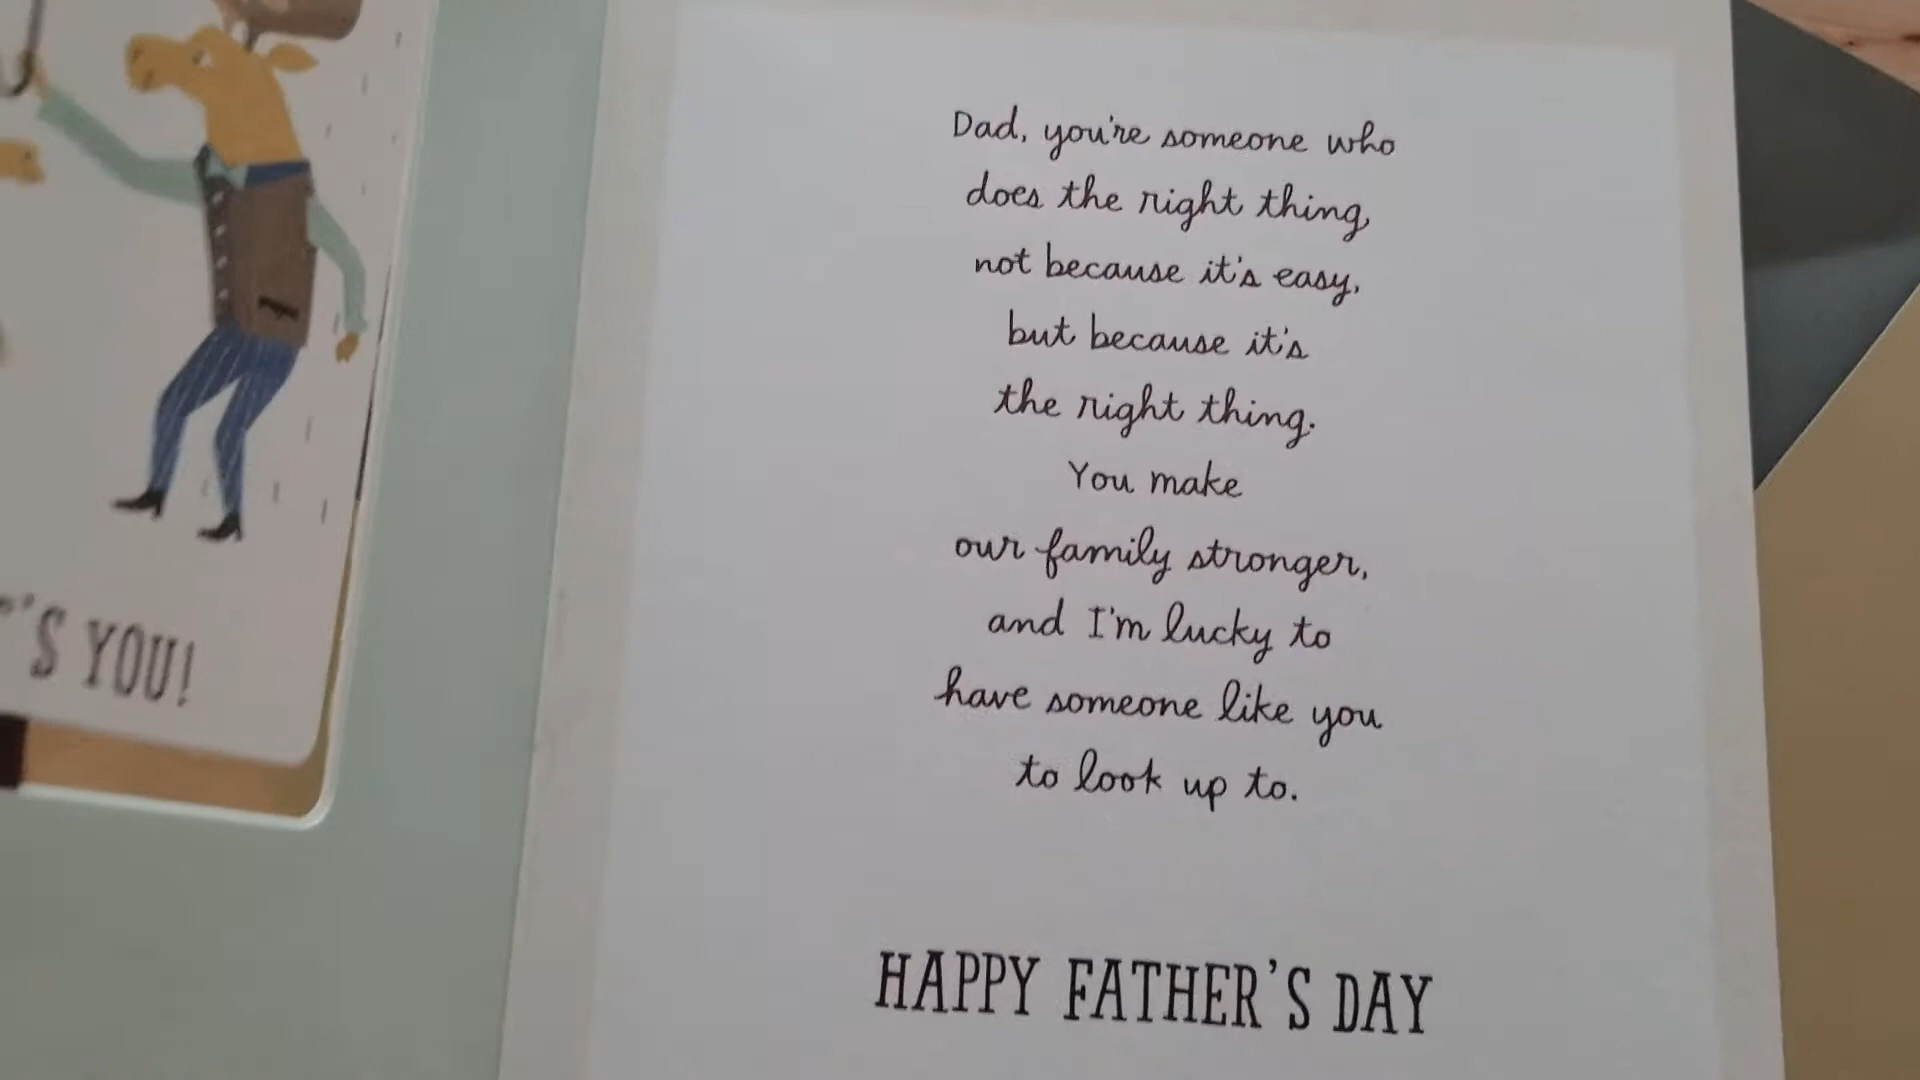 'S YOU!
Dad, you're someone who
does the right thing,
not because it's easy,
but because it's
the right thing.
You make
our family stronger,
and I'm lucky to
have someone like you
to look up to.
HAPPY FATHER'S DAY